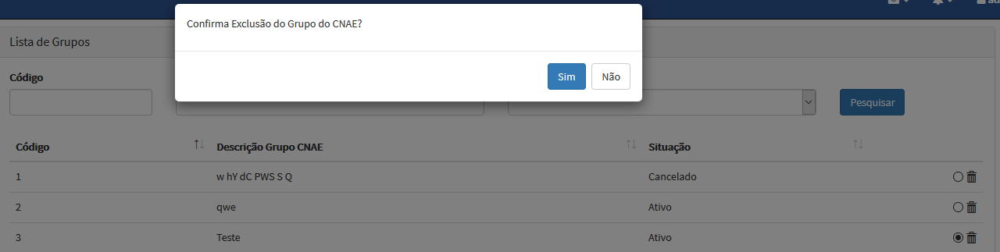 Confirma Exclusão do Grupo do CNAE?
Sim Não
Lista de Grupos
Código
Pesquisar
Código Descrição Grupo CNAE Situação
1 w hY dC PWS S Q Cancelado
2 qwe Ativo
3 Teste Ativo